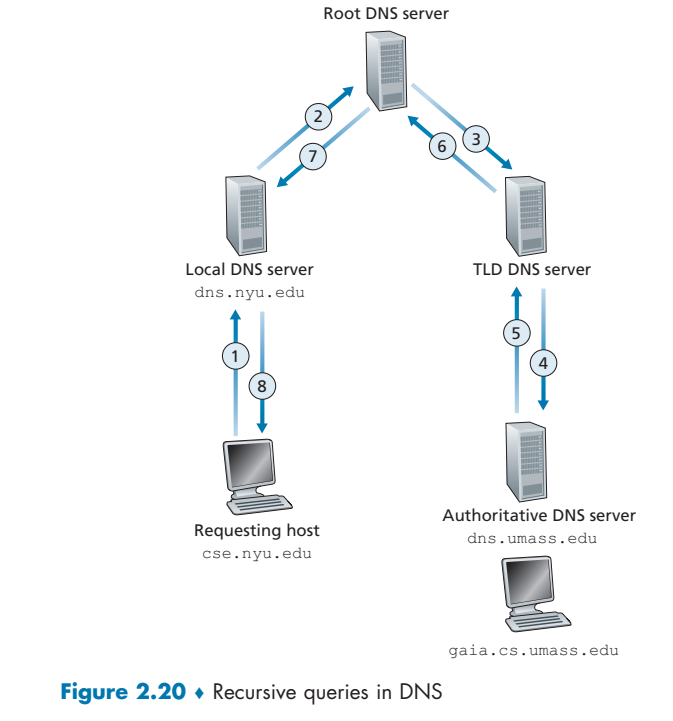 Root DNS server
2
3
6
7
Local DNS server
dns.nyu.edu
TLD DNS server
1
8
5
4
Requesting host
cse.nyu.edu
Authoritative DNS server
dns.umass.edu
gaia.cs.umass.edu
Figure 2.20 ♦ Recursive queries in DNS